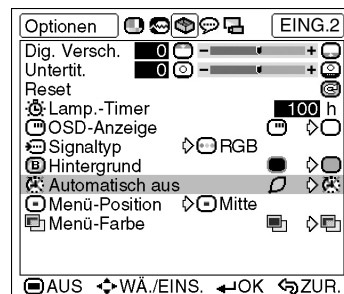 Optionen EING.2
Dig. Versch. 0 - +
Untertit. 0 - +
Reset
Lamp.-Timer 100 h
OSD-Anzeige
Signaltyp RGB
B Hintergrund
Automatisch aus
Menü-Position Mitte
Menü-Farbe
AUS WÄ./EINS. OK ZUR.